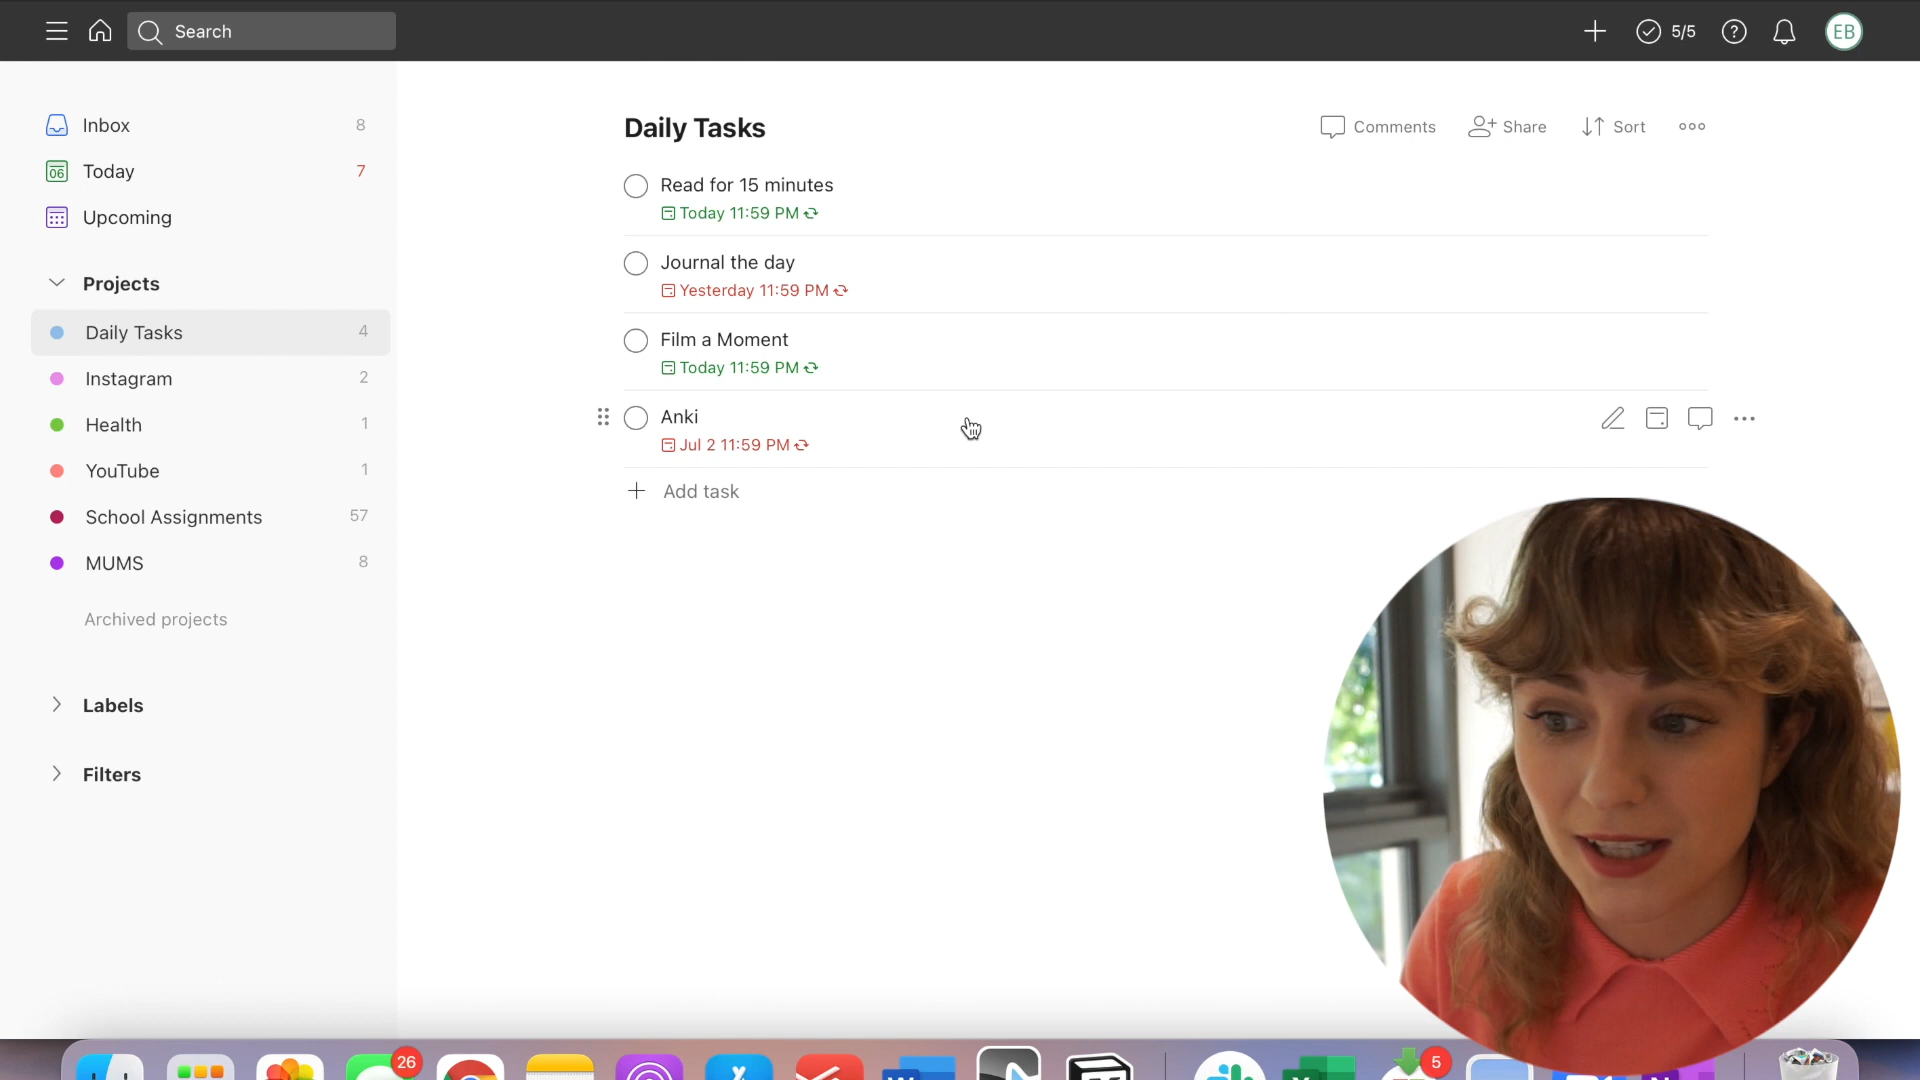 Search
5/5
EB
Inbox 8
06 Today 7
Upcoming
Projects
Daily Tasks 4
Instagram 2
Health 1
YouTube 1
School Assignments 57
MUMS 8
Archived projects
Labels
Filters
Daily Tasks
Comments Share Sort
Read for 15 minutes
Today 11:59 PM
Journal the day
Yesterday 11:59 PM
Film a Moment
Today 11:59 PM
Anki
Jul 2 11:59 PM
Add task
26
5